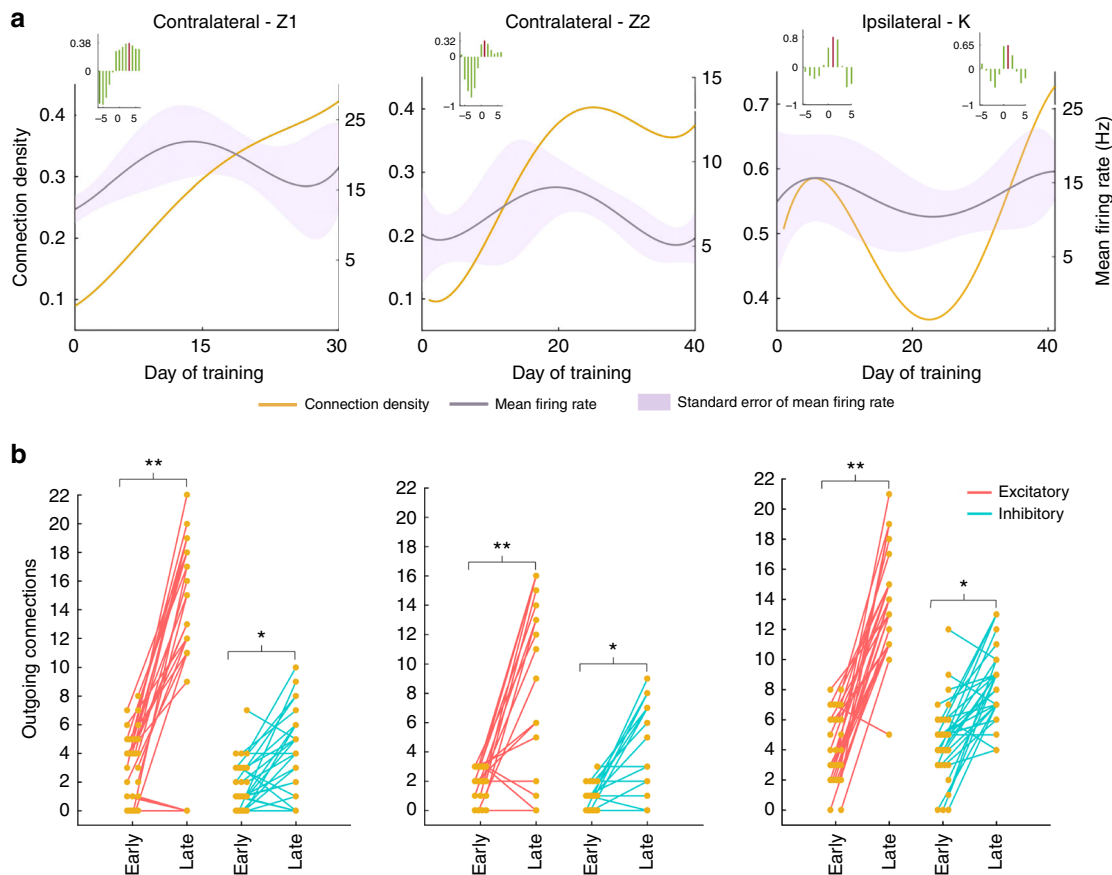 a
Contralateral - Z1
Contralateral - Z2
Ipsilateral - K
0.38
0
−5 0 5
0.32
0
−1
−5 0 5
0.8
0
−1
−5 0 5
0.65
0
−1
−5 0 5
Connection density
0.4
0.3
0.2
0.1
25
15
5
0 15 30
Day of training
0.4
0.3
0.2
0.1
15
10
5
0 20 40
Day of training
0.7
0.6
0.5
0.4
25
15
5
0 20 40
Day of training
Mean firing rate (Hz)
Connection density
Mean firing rate
Standard error of mean firing rate
b
Outgoing connections
22
20
18
16
14
12
10
8
6
4
2
0
**
*
Early Late Early Late
22
20
18
16
14
12
10
8
6
4
2
0
**
*
Early Late Early Late
22
20
18
16
14
12
10
8
6
4
2
0
**
*
Excitatory
Inhibitory
Early Late Early Late